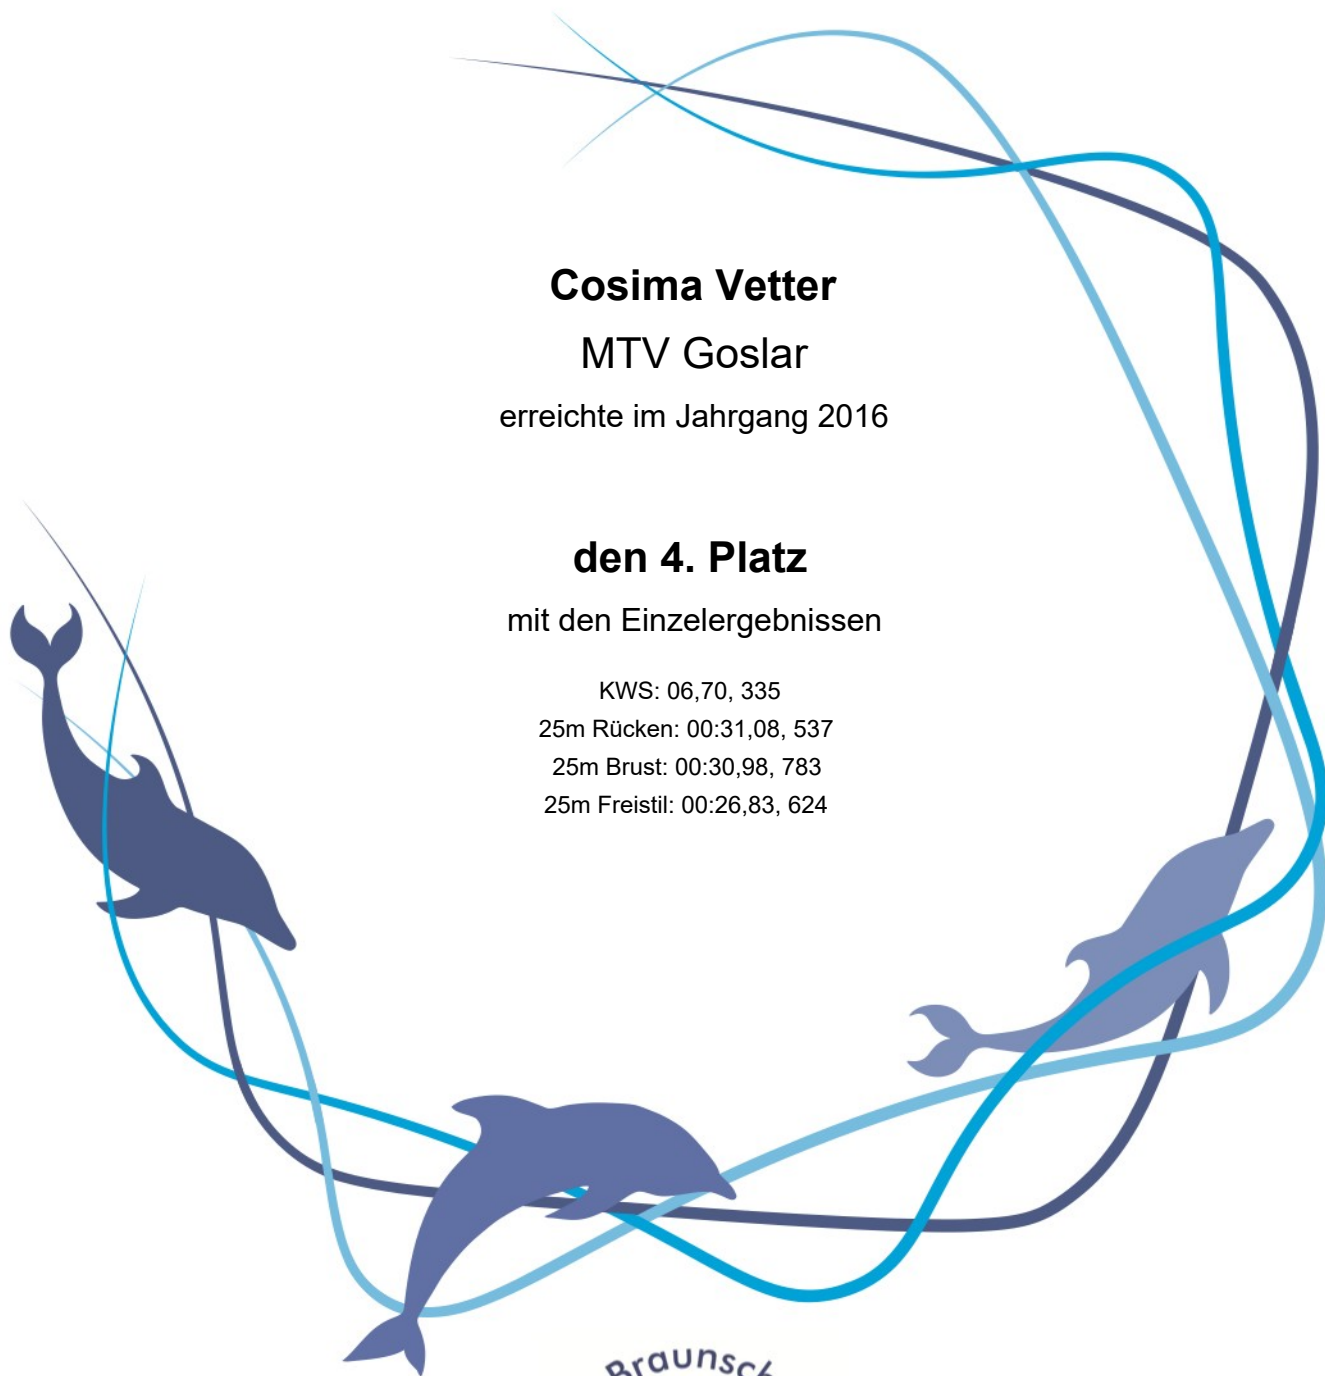 Cosima Vetter
MTV Goslar
erreichte im Jahrgang 2016
den 4. Platz
mit den Einzelergebnissen
KWS: 06,70, 335
25m Rücken: 00:31,08, 537
25m Brust: 00:30,98, 783
25m Freistil: 00:26,83, 624